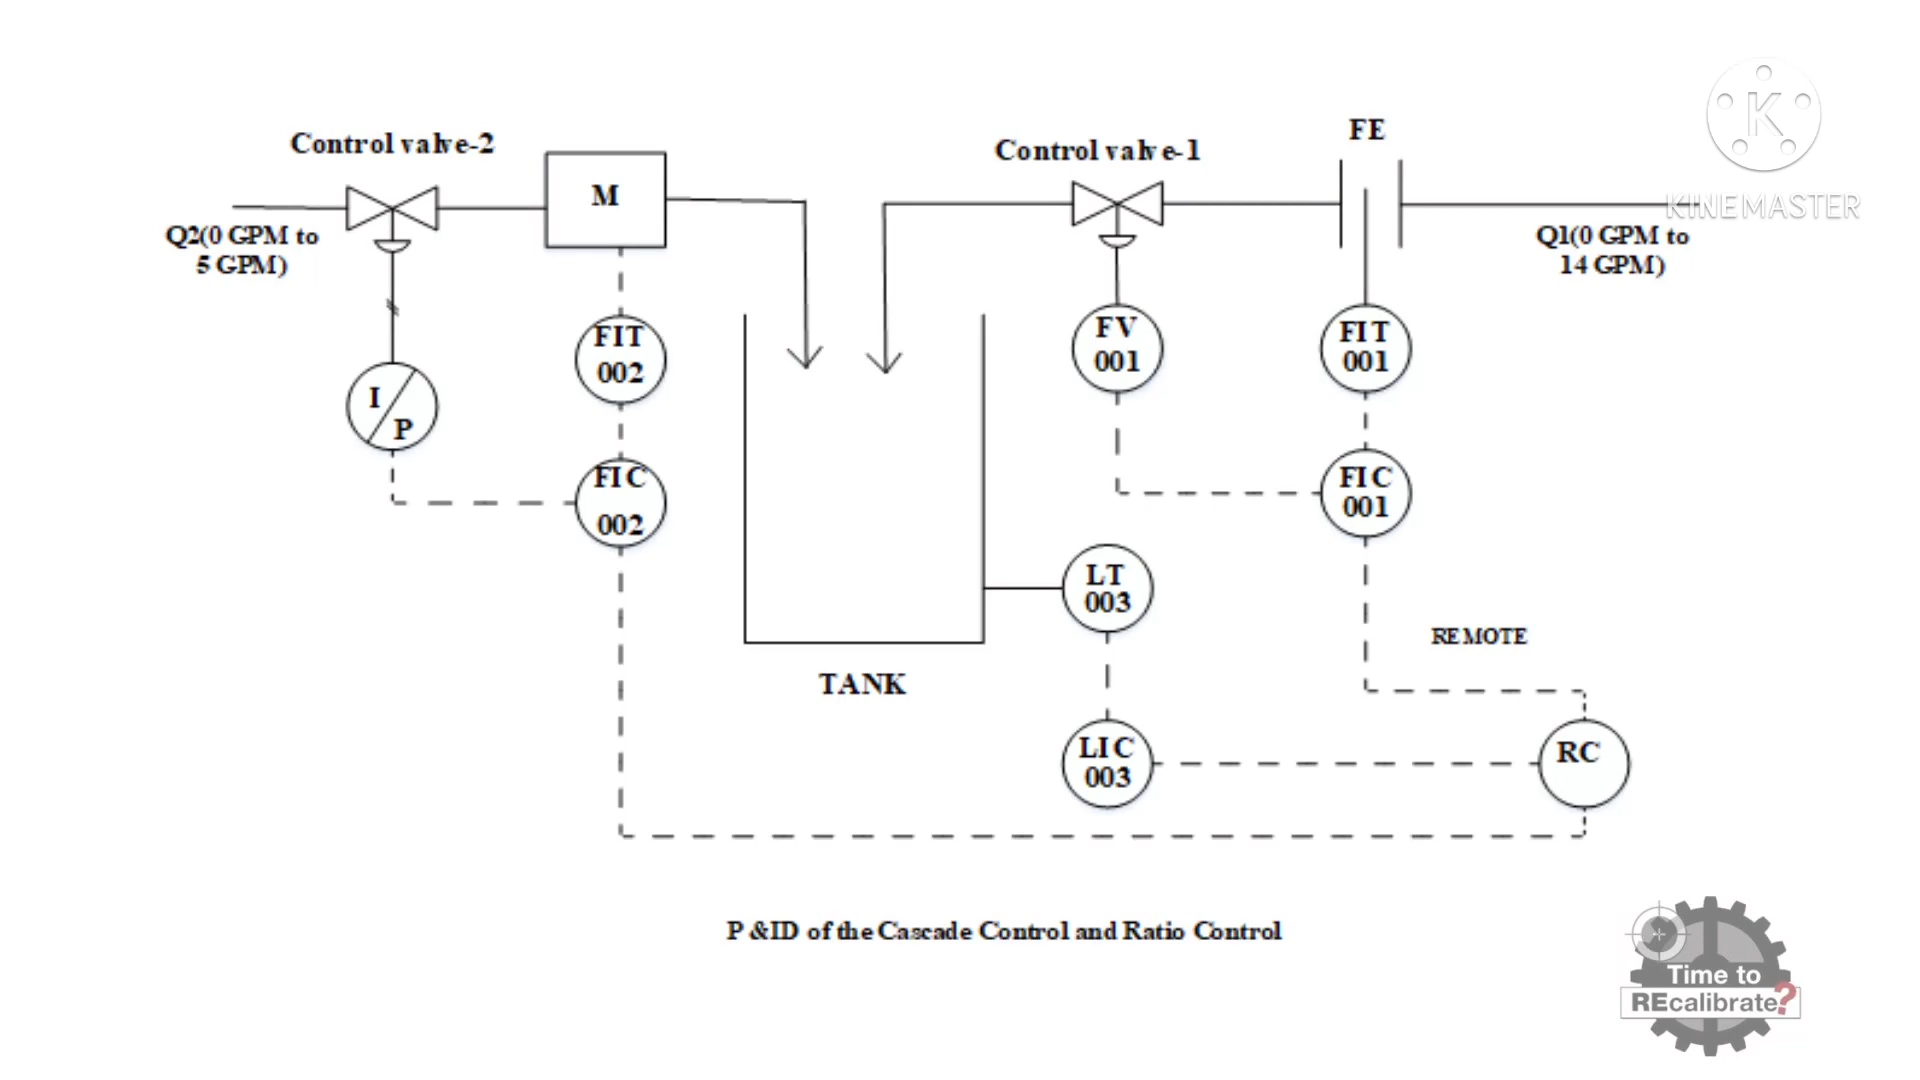 FE
Control valve-2
Control valve-1
KINEMASTER
K
M
Q2(0 GPM to
5 GPM)
Q1(0 GPM to
14 GPM)
FIT
002
FV
001
FIT
001
I
P
FIC
002
FIC
001
LT
003
REMOTE
TANK
LIC
003
RC
P &ID of the Cascade Control and Ratio Control
Time to
REcalibrate?